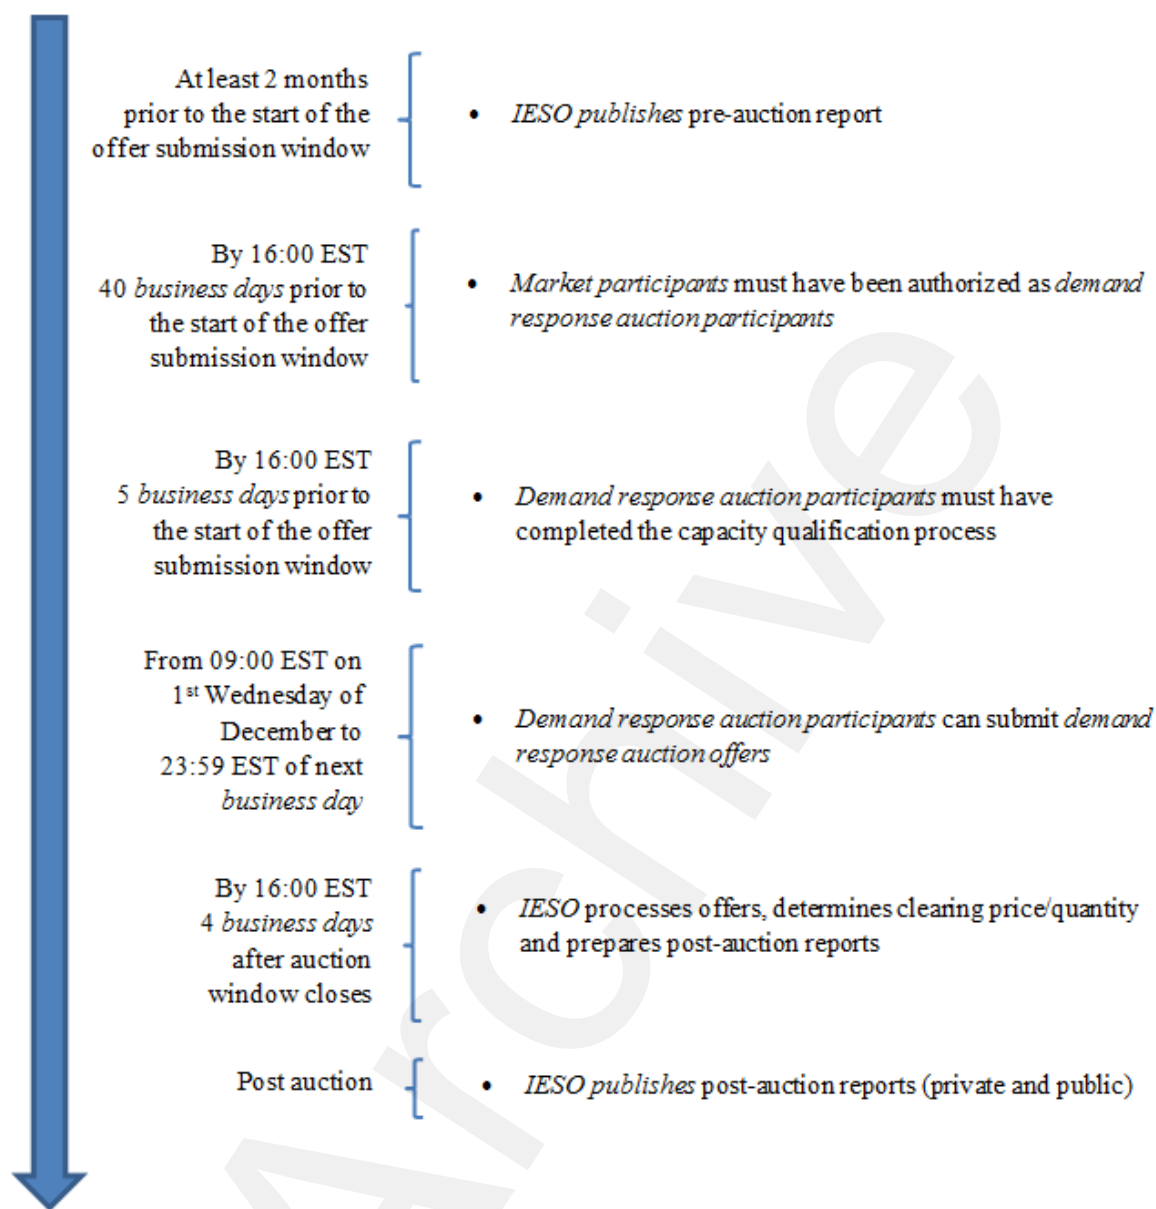 At least 2 months
prior to the start of the
offer submission window
• IESO publishes pre-auction report
By 16:00 EST
40 business days prior to
the start of the offer
submission window
• Market participants must have been authorized as demand
response auction participants
By 16:00 EST
5 business days prior to
the start of the offer
submission window
• Demand response auction participants must have
completed the capacity qualification process
From 09:00 EST on
1st Wednesday of
December to
23:59 EST of next
business day
• Demand response auction participants can submit demand
response auction offers
By 16:00 EST
4 business days
after auction
window closes
• IESO processes offers, determines clearing price/quantity
and prepares post-auction reports
Post auction
• IESO publishes post-auction reports (private and public)
Archive